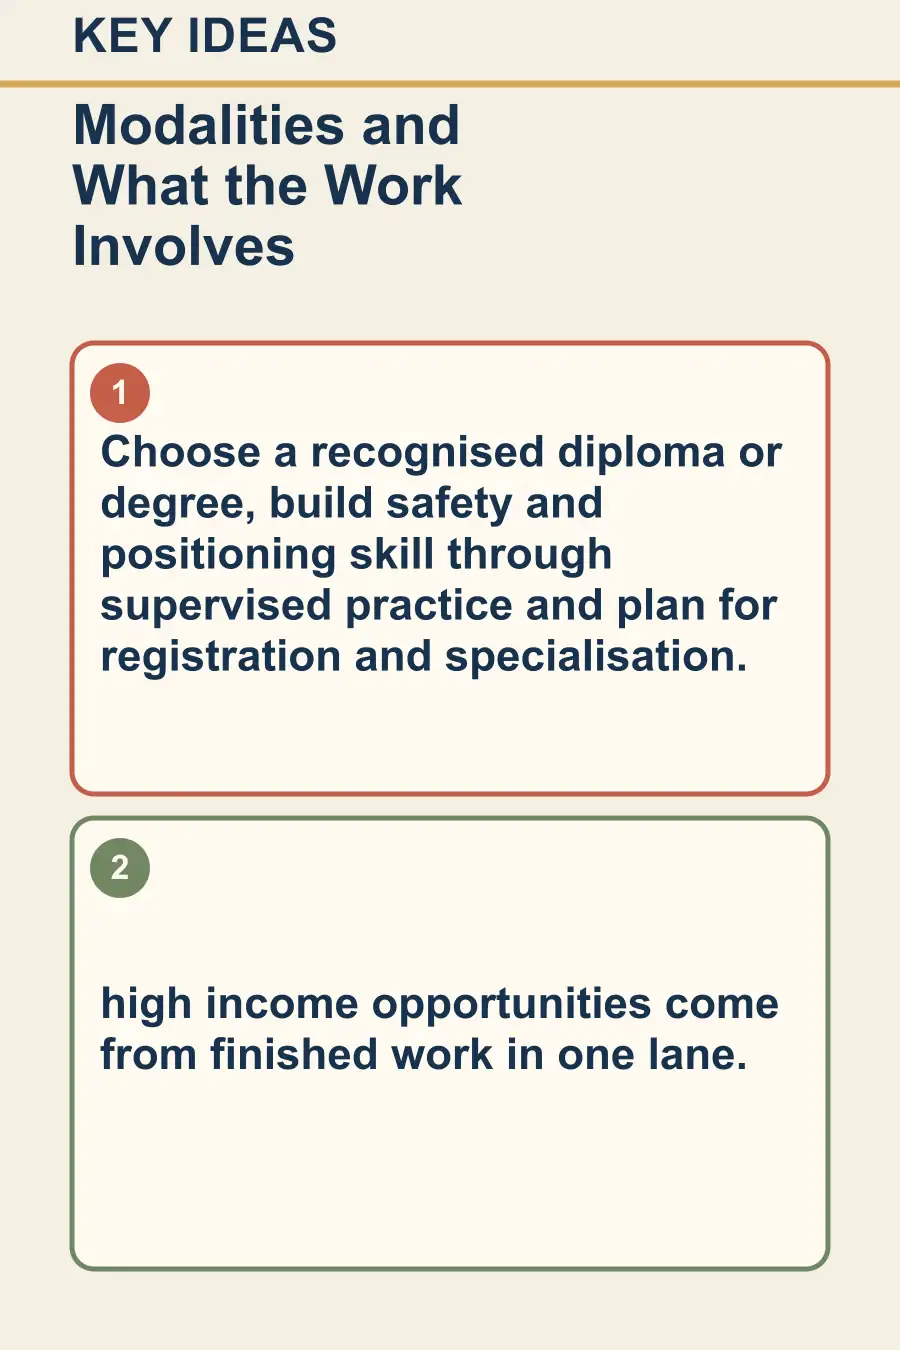 KEY IDEAS
Modalities and
What the Work
Involves
1
Choose a recognised diploma or
degree, build safety and
positioning skill through
supervised practice and plan for
registration and specialisation.
2
high income opportunities come
from finished work in one lane.